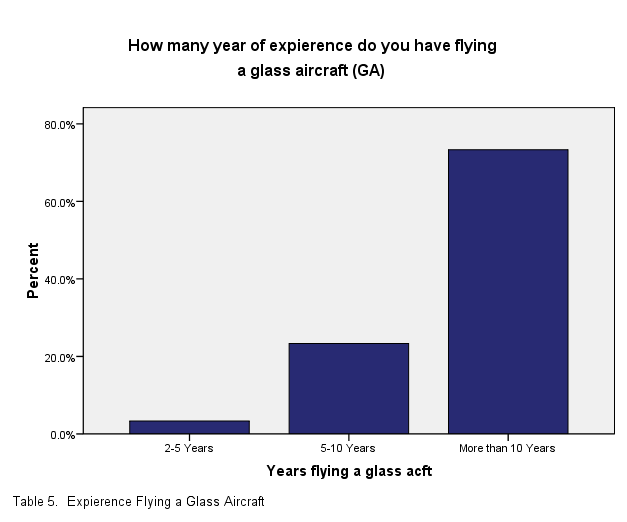 How many year of expierence do you have flying
a glass aircraft (GA)
80.0%
60.0%
40.0%
20.0%
0.0%
Percent
2-5 Years
5-10 Years
More than 10 Years
Years flying a glass acft
Table 5. Expierence Flying a Glass Aircraft